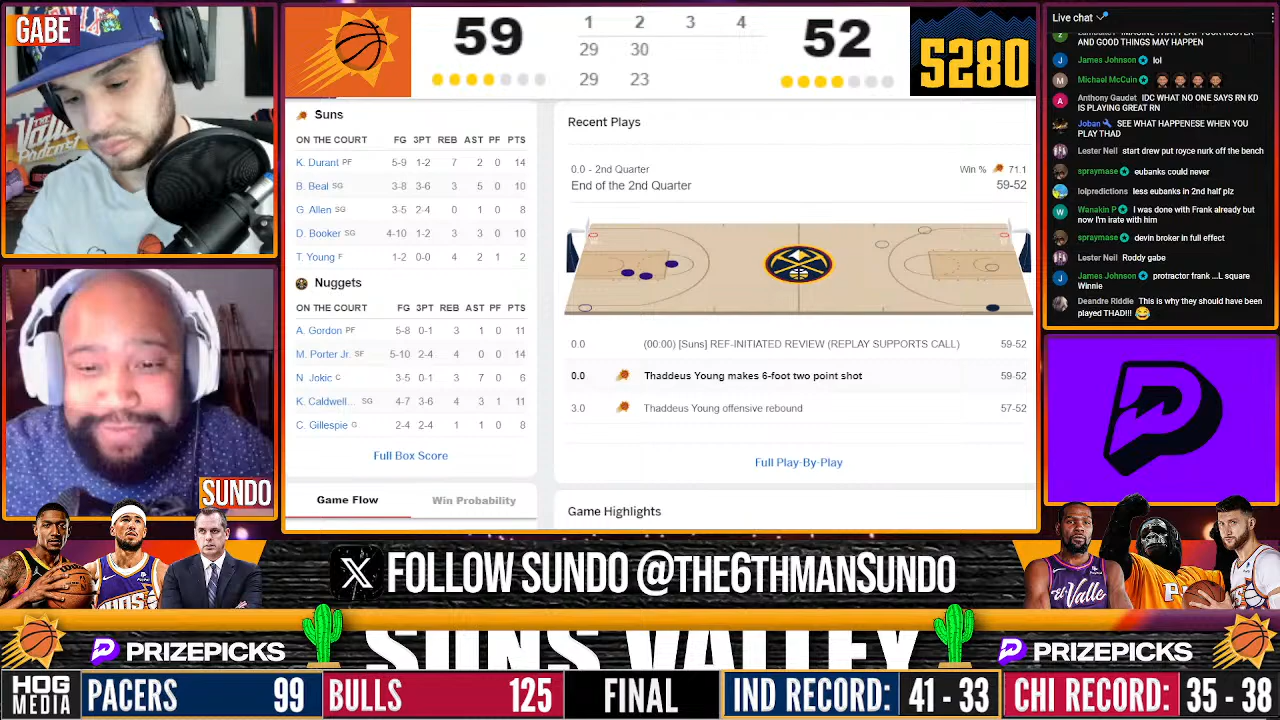 GABE
59
1 2 3 4
29 30
29 23
52
5280
Suns
ON THE COURT FG 3PT REB AST PF PTS
K. Durant PF 5-9 1-2 7 2 0 14
B. Beal SG 3-8 3-6 3 5 0 10
G. Allen SG 3-5 2-4 0 1 0 8
D. Booker SG 4-10 1-2 3 3 0 10
T. Young F 1-2 0-0 4 2 1 2
Nuggets
ON THE COURT FG 3PT REB AST PF PTS
A. Gordon PF 5-8 0-1 3 1 0 11
M. Porter Jr. SF 5-10 2-4 4 0 0 14
N. Jokic C 3-5 0-1 3 7 0 6
K. Caldwell... SG 4-7 3-6 4 3 1 11
C. Gillespie G 2-4 2-4 1 1 0 8
Full Box Score
Game Flow Win Probability
Recent Plays
0.0 - 2nd Quarter Win % 71.1
End of the 2nd Quarter 59-52
0.0 (00:00) [Suns] REF-INITIATED REVIEW (REPLAY SUPPORTS CALL) 59-52
0.0 Thaddeus Young makes 6-foot two point shot 59-52
3.0 Thaddeus Young offensive rebound 57-52
Full Play-By-Play
Game Highlights
Live chat
AND GOOD THINGS MAY HAPPEN
James Johnson lol
Michael McCuin
Anthony Gaudet IDC WHAT NO ONE SAYS RN KD
IS PLAYING GREAT RN
Joban SEE WHAT HAPPENESE WHEN YOU
PLAY THAD
Lester Neil start drew put royce nurk off the bench
spraymase eubanks could never
lolpredictions less eubanks in 2nd half plz
Wanakin P I was done with Frank already but
now I'm irate with him
spraymase devin broker in full effect
Lester Neil Roddy gabe
James Johnson protractor frank ...L square
Winnie
Deandre Riddle This is why they should have been
played THAD!!!
SUNDO
X FOLLOW SUNDO @THE6THMANSUNDO
PRIZEPICKS SUNS VALLEY PRIZEPICKS
HOG MEDIA PACERS 99 BULLS 125 FINAL IND RECORD: 41 - 33 CHI RECORD: 35 - 38